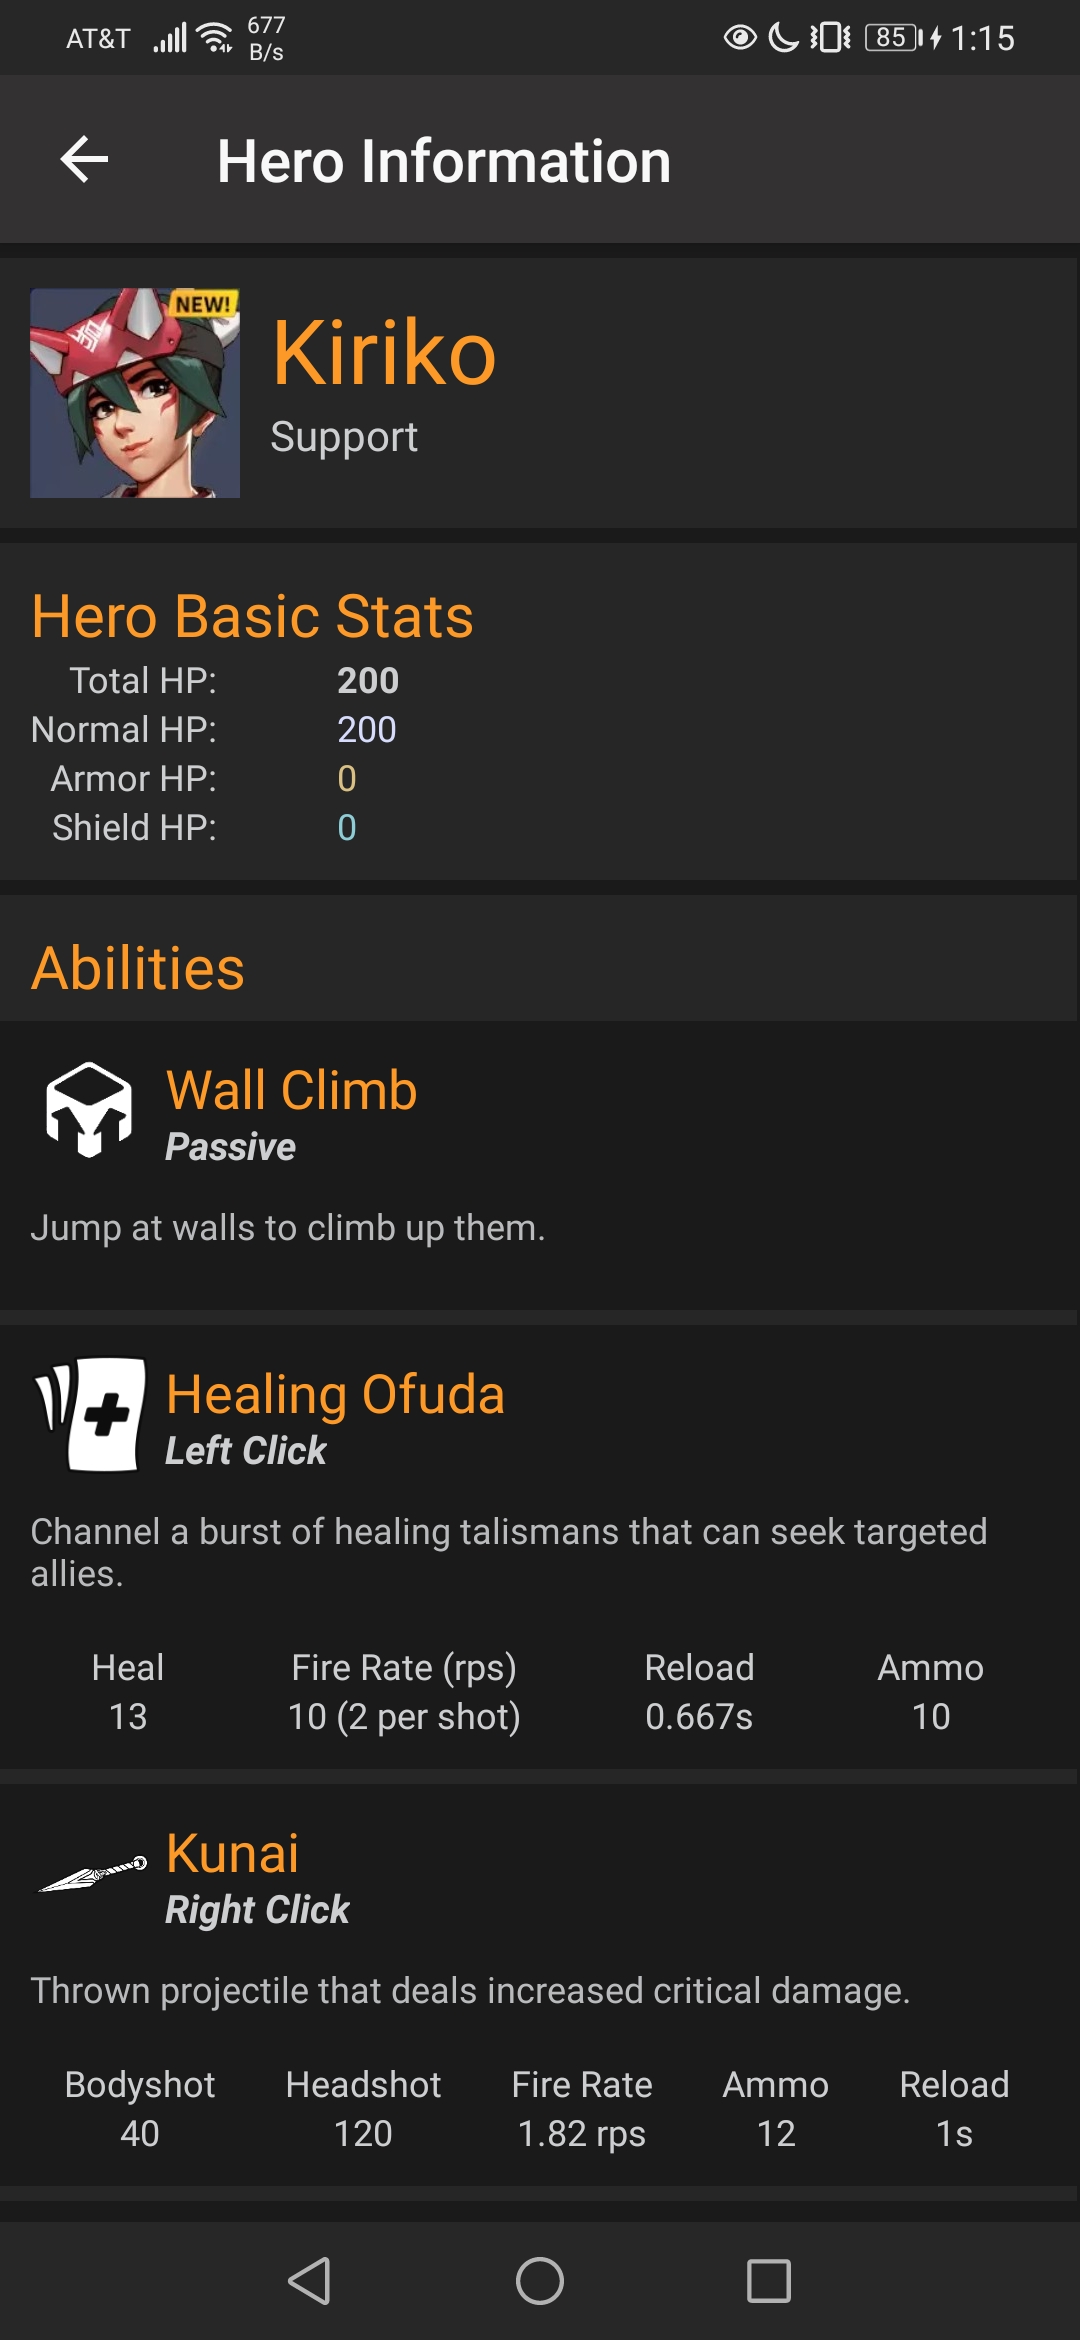 AT&T 677 B/s 85 1:15
Hero Information
NEW!
Kiriko
Support
Hero Basic Stats
Total HP: 200
Normal HP: 200
Armor HP: 0
Shield HP: 0
Abilities
Wall Climb
Passive
Jump at walls to climb up them.
Healing Ofuda
Left Click
Channel a burst of healing talismans that can seek targeted
allies.
Heal Fire Rate (rps) Reload Ammo
13 10 (2 per shot) 0.667s 10
Kunai
Right Click
Thrown projectile that deals increased critical damage.
Bodyshot Headshot Fire Rate Ammo Reload
40 120 1.82 rps 12 1s